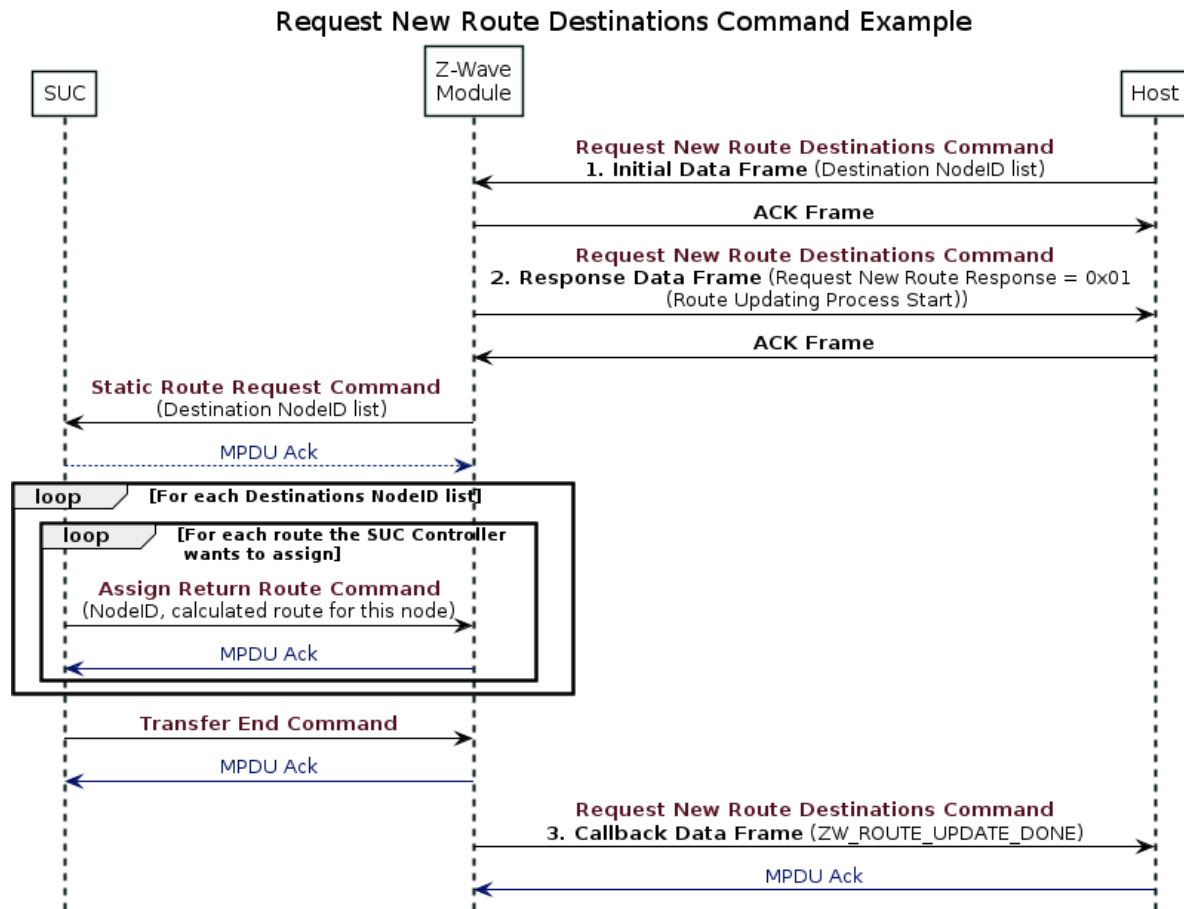 Request New Route Destinations Command Example
SUC
Z-Wave
Module
Host
Request New Route Destinations Command
1. Initial Data Frame (Destination NodeID list)
ACK Frame
Request New Route Destinations Command
2. Response Data Frame (Request New Route Response = 0x01
(Route Updating Process Start))
ACK Frame
Static Route Request Command
(Destination NodeID list)
MPDU Ack
loop [For each Destinations NodeID list]
loop [For each route the SUC Controller
wants to assign]
Assign Return Route Command
(NodeID, calculated route for this node)
MPDU Ack
Transfer End Command
MPDU Ack
Request New Route Destinations Command
3. Callback Data Frame (ZW_ROUTE_UPDATE_DONE)
MPDU Ack